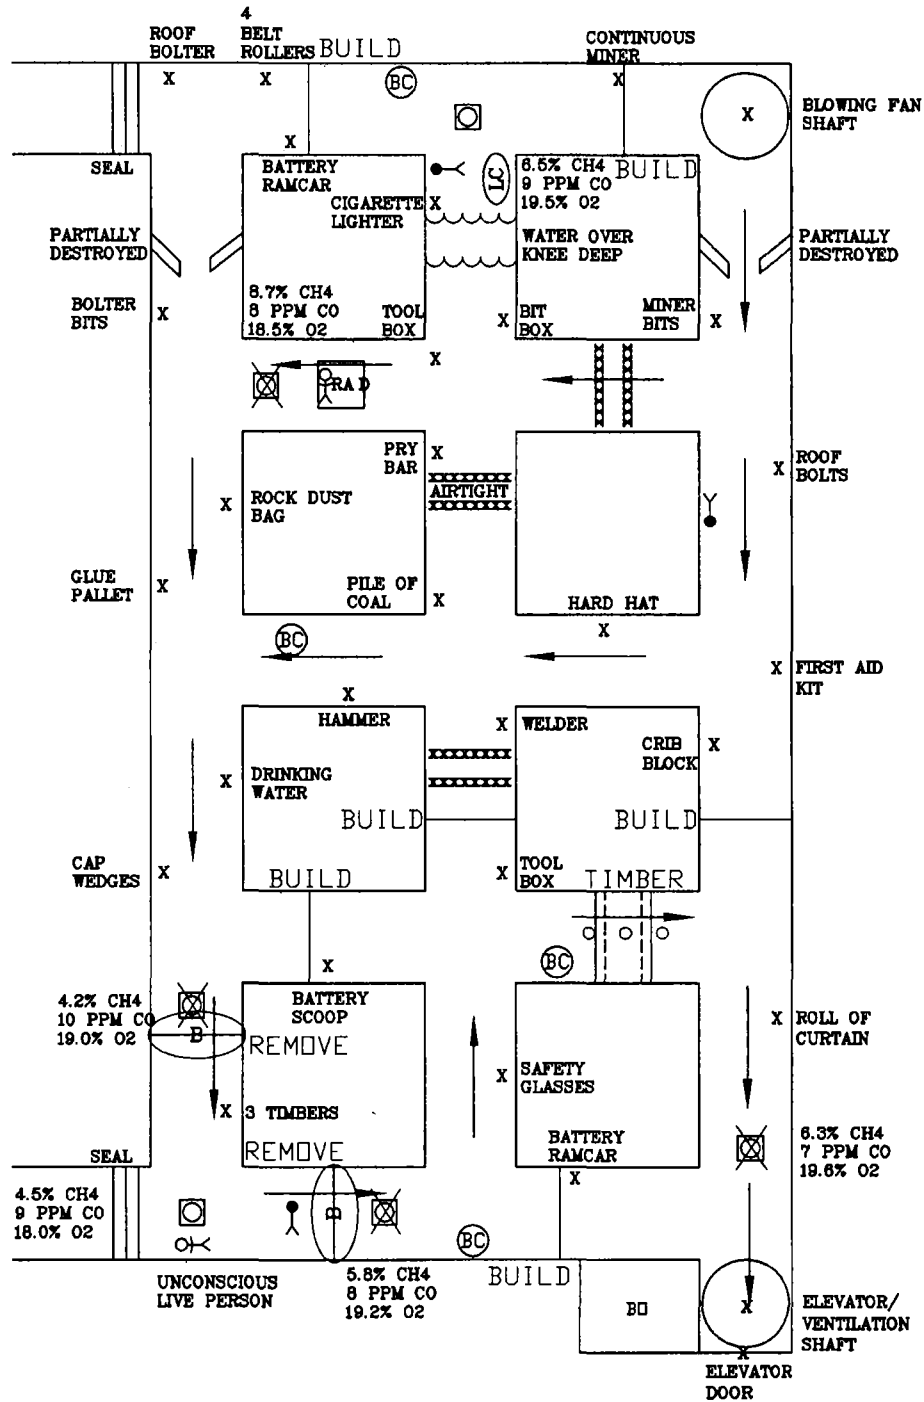 4
ROOF
BOLTER
BELT
ROLLERS
BUILD
CONTINUOUS
MINER
X
X
BC
X
X
BLOWING FAN
SHAFT
X
SEAL
BATTERY
RAMCAR
CIGARETTE
LIGHTER
X
LC
6.5% CH4
9 PPM CO
19.5% O2
BUILD
PARTIALLY
DESTROYED
WATER OVER
KNEE DEEP
PARTIALLY
DESTROYED
BOLTER
BITS
X
8.7% CH4
8 PPM CO
18.5% O2
TOOL
BOX
X
X
BIT
BOX
MINER
BITS
X
RAD
PRY
BAR
X
AIRTIGHT
X
ROOF
BOLTS
X
ROCK DUST
BAG
GLUE
PALLET
X
PILE OF
COAL
X
HARD HAT
X
BC
X
FIRST AID
KIT
X
HAMMER
X
WELDER
CRIB
BLOCK
X
X
DRINKING
WATER
BUILD
BUILD
CAP
WEDGES
X
BUILD
X
TOOL
BOX
TIMBER
BC
X
BATTERY
SCOOP
4.2% CH4
10 PPM CO
19.0% O2
B
REMOVE
X
ROLL OF
CURTAIN
X
SAFETY
GLASSES
X
3 TIMBERS
REMOVE
BATTERY
RAMCAR
X
6.3% CH4
7 PPM CO
19.6% O2
SEAL
4.5% CH4
9 PPM CO
18.0% O2
B
BC
UNCONSCIOUS
LIVE PERSON
5.8% CH4
8 PPM CO
19.2% O2
BUILD
BO
X
ELEVATOR/
VENTILATION
SHAFT
X
ELEVATOR
DOOR